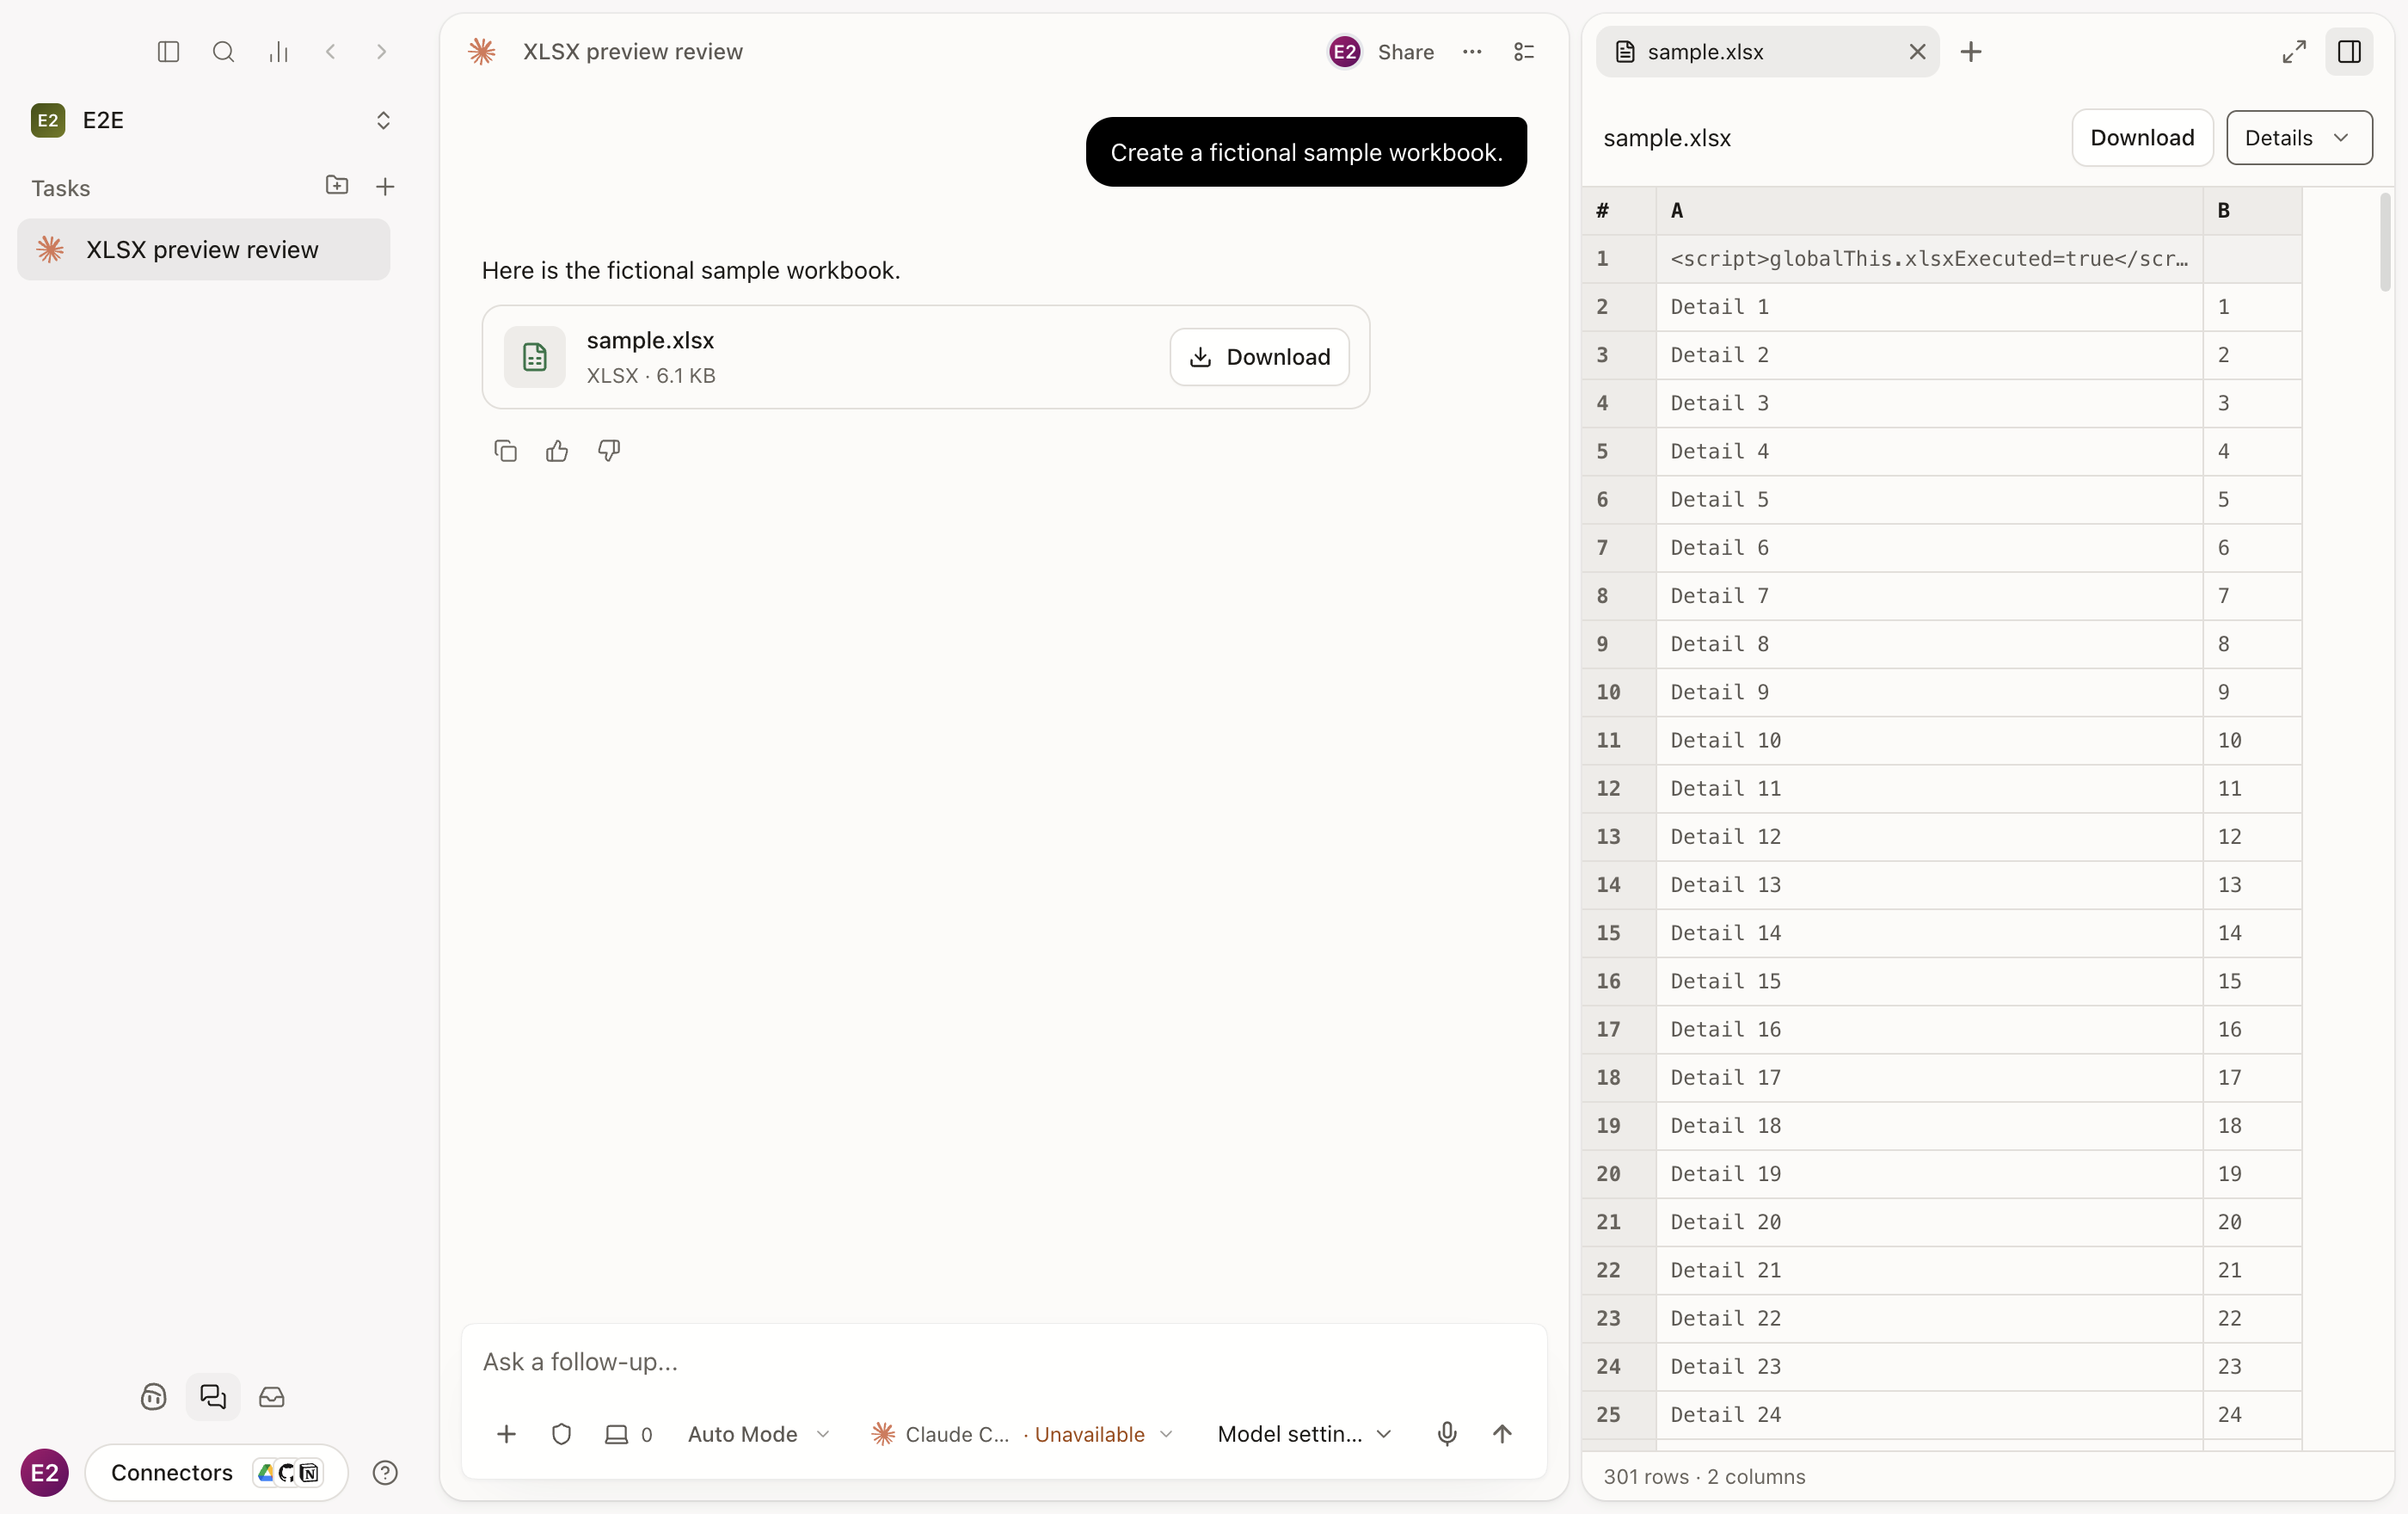 E2 E2E
Tasks
XLSX preview review
E2 Connectors
XLSX preview review
E2 Share
Create a fictional sample workbook.
Here is the fictional sample workbook.
sample.xlsx
XLSX · 6.1 KB
Download
Ask a follow-up...
0 Auto Mode Claude C... · Unavailable Model settin...
sample.xlsx
sample.xlsx Download Details
# A B
1 <script>globalThis.xlsxExecuted=true</scr…
2 Detail 1 1
3 Detail 2 2
4 Detail 3 3
5 Detail 4 4
6 Detail 5 5
7 Detail 6 6
8 Detail 7 7
9 Detail 8 8
10 Detail 9 9
11 Detail 10 10
12 Detail 11 11
13 Detail 12 12
14 Detail 13 13
15 Detail 14 14
16 Detail 15 15
17 Detail 16 16
18 Detail 17 17
19 Detail 18 18
20 Detail 19 19
21 Detail 20 20
22 Detail 21 21
23 Detail 22 22
24 Detail 23 23
25 Detail 24 24
301 rows · 2 columns